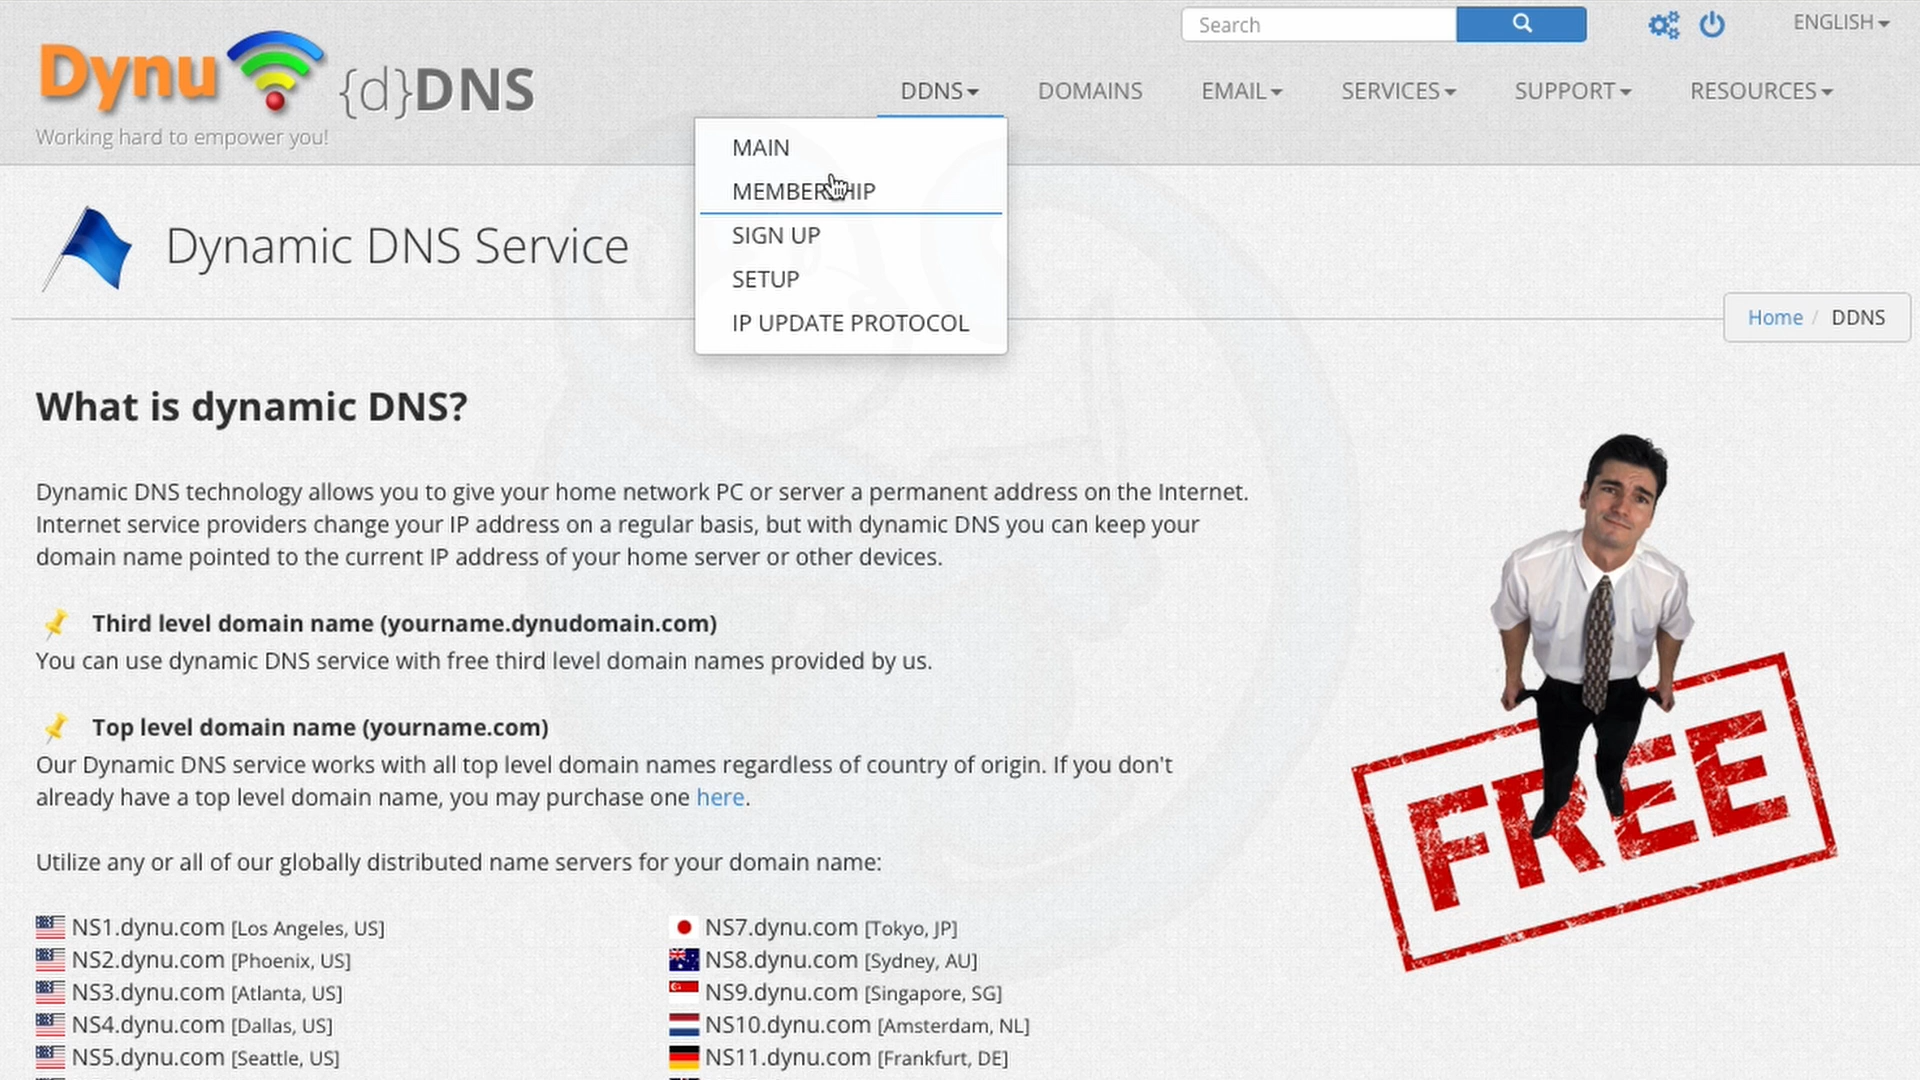 Search
ENGLISH
Dynu {d}DNS
Working hard to empower you!
DDNS DOMAINS EMAIL SERVICES SUPPORT RESOURCES
MAIN
MEMBERSHIP
SIGN UP
SETUP
IP UPDATE PROTOCOL
Dynamic DNS Service
Home / DDNS
What is dynamic DNS?
Dynamic DNS technology allows you to give your home network PC or server a permanent address on the Internet.
Internet service providers change your IP address on a regular basis, but with dynamic DNS you can keep your
domain name pointed to the current IP address of your home server or other devices.
Third level domain name (yourname.dynudomain.com)
You can use dynamic DNS service with free third level domain names provided by us.
Top level domain name (yourname.com)
Our Dynamic DNS service works with all top level domain names regardless of country of origin. If you don't
already have a top level domain name, you may purchase one here.
FREE
Utilize any or all of our globally distributed name servers for your domain name:
NS1.dynu.com [Los Angeles, US]
NS2.dynu.com [Phoenix, US]
NS3.dynu.com [Atlanta, US]
NS4.dynu.com [Dallas, US]
NS5.dynu.com [Seattle, US]
NS7.dynu.com [Tokyo, JP]
NS8.dynu.com [Sydney, AU]
NS9.dynu.com [Singapore, SG]
NS10.dynu.com [Amsterdam, NL]
NS11.dynu.com [Frankfurt, DE]